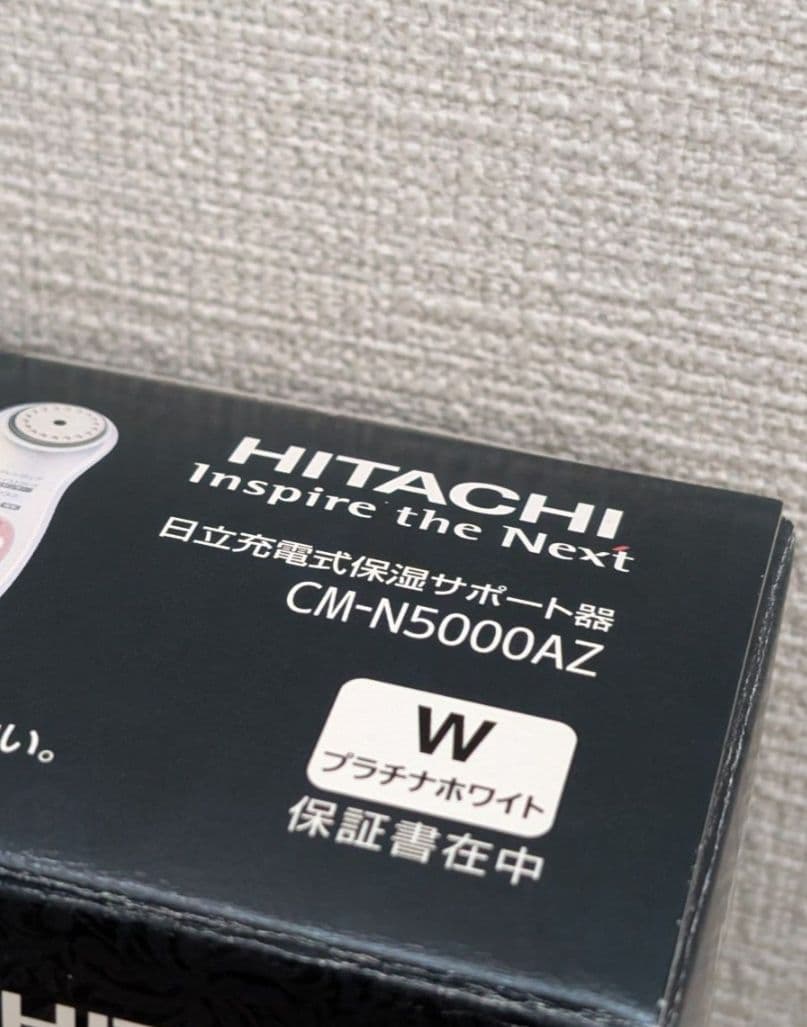 HITACHI
Inspire the Next
日立充電式保湿サポート器
CM-N5000AZ
W
プラチナホワイト
保証書在中
い。